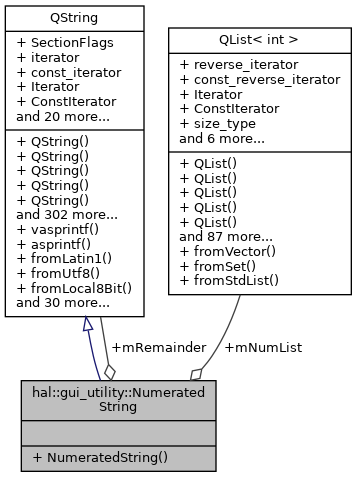 QString
+ SectionFlags
+ iterator
+ const_iterator
+ Iterator
+ ConstIterator
and 20 more...
+ QString()
+ QString()
+ QString()
+ QString()
+ QString()
and 302 more...
+ vasprintf()
+ asprintf()
+ fromLatin1()
+ fromUtf8()
+ fromLocal8Bit()
and 30 more...
QList< int >
+ reverse_iterator
+ const_reverse_iterator
+ Iterator
+ ConstIterator
+ size_type
and 6 more...
+ QList()
+ QList()
+ QList()
+ QList()
+ QList()
and 87 more...
+ fromVector()
+ fromSet()
+ fromStdList()
+mRemainder
+mNumList
hal::gui_utility::Numerated
String
+ NumeratedString()